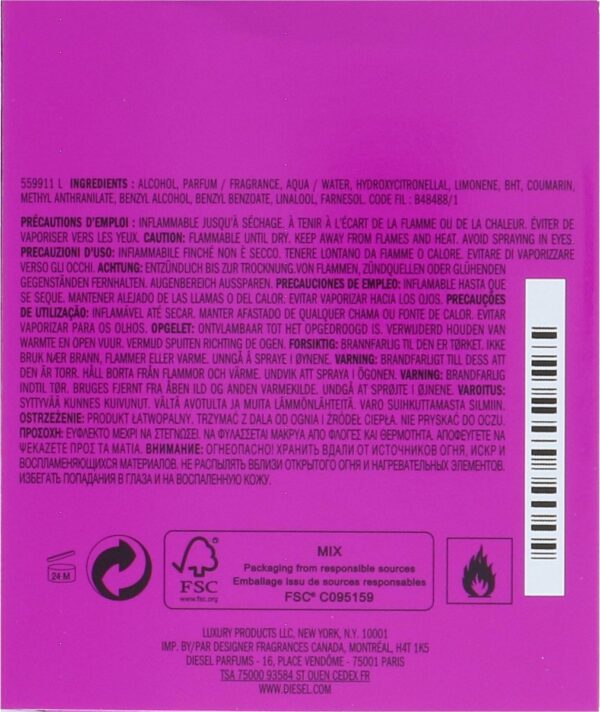 559911 L INGREDIENTS : ALCOHOL, PARFUM / FRAGRANCE, AQUA / WATER, HYDROXYCITRONELLAL, LIMONENE, BHT, COUMARIN,
METHYL ANTHRANILATE, BENZYL ALCOHOL, BENZYL BENZOATE, LINALOOL, FARNESOL. CODE FIL : B48488/1
PRÉCAUTIONS D'EMPLOI : INFLAMMABLE JUSQU'À SÉCHAGE. À TENIR À L'ÉCART DE LA FLAMME OU DE LA CHALEUR. ÉVITER DE
VAPORISER VERS LES YEUX. CAUTION: FLAMMABLE UNTIL DRY. KEEP AWAY FROM FLAMES AND HEAT. AVOID SPRAYING IN EYES.
PRECAUZIONI D'USO: INFIAMMABILE FINCHÉ NON È SECCO. TENERE LONTANO DA FIAMME O CALORE. EVITARE DI VAPORIZZARE
VERSO GLI OCCHI. ACHTUNG: ENTZÜNDLICH BIS ZUR TROCKNUNG.VON FLAMMEN, ZÜNDQUELLEN ODER GLÜHENDEN
GEGENSTÄNDEN FERNHALTEN. AUGENBEREICH AUSSPAREN. PRECAUCIONES DE EMPLEO: INFLAMABLE HASTA QUE
SE SEQUE. MANTENER ALEJADO DE LAS LLAMAS O DEL CALOR. EVITAR VAPORIZAR HACIA LOS OJOS. PRECAUÇÕES
DE UTILIZAÇÃO: INFLAMÁVEL ATÉ SECAR. MANTER AFASTADO DE QUALQUER CHAMA OU FONTE DE CALOR. EVITAR
VAPORIZAR PARA OS OLHOS. OPGELET: ONTVLAMBAAR TOT HET OPGEDROOGD IS. VERWIJDERD HOUDEN VAN
WARMTE EN OPEN VUUR. VERMIJD SPUITEN RICHTING DE OGEN. FORSIKTIG: BRANNFARLIG TIL DEN ER TØRKET. IKKE
BRUK NÆR BRANN, FLAMMER ELLER VARME. UNNGÅ Å SPRAYE I ØYNENE. VARNING: BRANDFARLIGT TILL DESS ATT
DEN ÄR TORR. HÅLL BORTA FRÅN FLAMMOR OCH VÄRME. UNDVIK ATT SPRAYA I ÖGONEN. VARNING: BRANDFARLIG
INDTIL TØR. BRUGES FJERNT FRA ÅBEN ILD OG ANDEN VARMEKILDE. UNDGÅ AT SPRØJTE I ØJNENE. VAROITUS:
SYTTYVÄÄ KUNNES KUIVUNUT. VÄLTÄ AVOTULTA JA MUITA LÄMMÖNLÄHTEITÄ. VARO SUIHKUTTAMASTA SILMIIN.
OSTRZEŻENIE: PRODUKT ŁATWOPALNY. TRZYMAĆ Z DALA OD OGNIA I ŹRÓDEŁ CIEPŁA. NIE PRYSKAĆ DO OCZU.
ΠΡΟΣΟΧΗ: ΕΥΦΛΕΚΤΟ ΜΕΧΡΙ ΝΑ ΣΤΕΓΝΩΣΕΙ. ΝΑ ΦΥΛΑΣΣΕΤΑΙ ΜΑΚΡΥΑ ΑΠΟ ΦΛΟΓΕΣ ΚΑΙ ΘΕΡΜΟΤΗΤΑ. ΑΠΟΦΕΥΓΕΤΕ ΝΑ
ΨΕΚΑΖΕΤΕ ΠΡΟΣ ΤΑ ΜΑΤΙΑ. ВНИМАНИЕ: ОГНЕОПАСНО! ХРАНИТЬ ВДАЛИ ОТ ИСТОЧНИКОВ ОГНЯ, ИСКР И
ВОСПЛАМЕНЯЮЩИХСЯ МАТЕРИАЛОВ. НЕ РАСПЫЛЯТЬ ВБЛИЗИ ОТКРЫТОГО ОГНЯ И НАГРЕВАТЕЛЬНЫХ ЭЛЕМЕНТОВ.
ИЗБЕГАТЬ ПОПАДАНИЯ В ГЛАЗА И НА ВОСПАЛЕННУЮ КОЖУ.
24 M
FSC
www.fsc.org
MIX
Packaging from responsible sources
Emballage issu de sources responsables
FSC® C095159
LUXURY PRODUCTS LLC, NEW YORK, N.Y. 10001
IMP. BY/PAR DESIGNER FRAGRANCES CANADA, MONTRÉAL, H4T 1K5
DIESEL PARFUMS - 16, PLACE VENDÔME - 75001 PARIS
TSA 75000 93584 ST OUEN CEDEX FR
WWW.DIESEL.COM